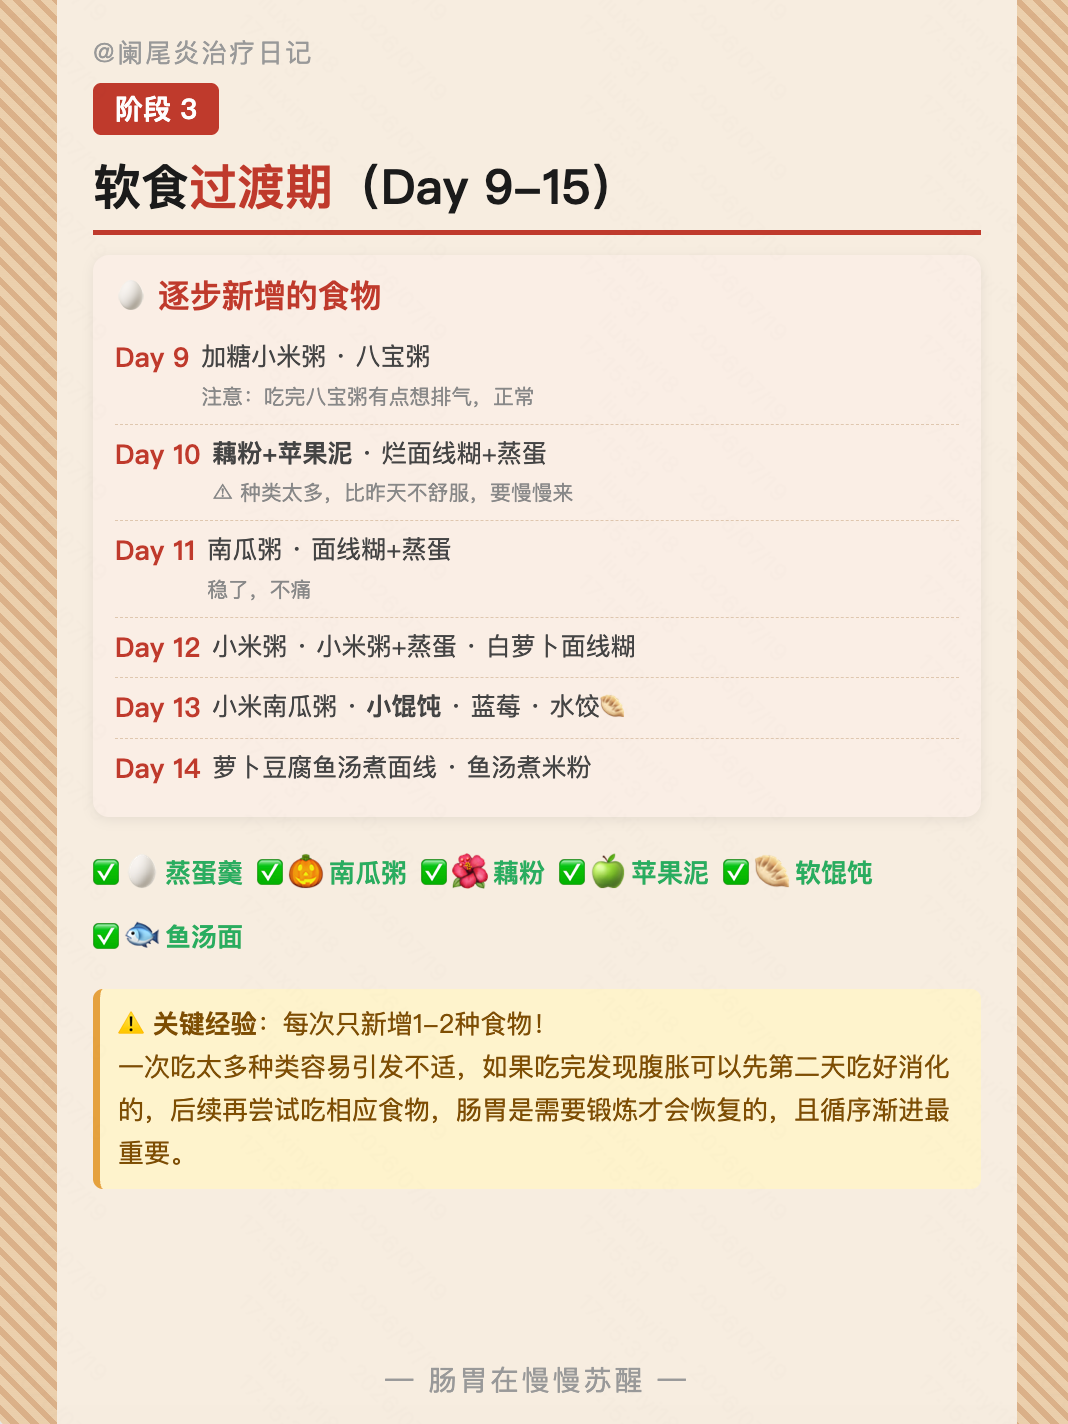 @阑尾炎治疗日记
阶段 3
软食过渡期（Day 9–15）
逐步新增的食物
Day 9 加糖小米粥 · 八宝粥
注意：吃完八宝粥有点想排气，正常
Day 10 藕粉+苹果泥 · 烂面线糊+蒸蛋
⚠ 种类太多，比昨天不舒服，要慢慢来
Day 11 南瓜粥 · 面线糊+蒸蛋
稳了，不痛
Day 12 小米粥 · 小米粥+蒸蛋 · 白萝卜面线糊
Day 13 小米南瓜粥 · 小馄饨 · 蓝莓 · 水饺
Day 14 萝卜豆腐鱼汤煮面线 · 鱼汤煮米粉
✅ 蒸蛋羹 ✅ 南瓜粥 ✅ 藕粉 ✅ 苹果泥 ✅ 软馄饨
✅ 鱼汤面
⚠ 关键经验：每次只新增1–2种食物！
一次吃太多种类容易引发不适，如果吃完发现腹胀可以先第二天吃好消化
的，后续再尝试吃相应食物，肠胃是需要锻炼才会恢复的，且循序渐进最
重要。
— 肠胃在慢慢苏醒 —